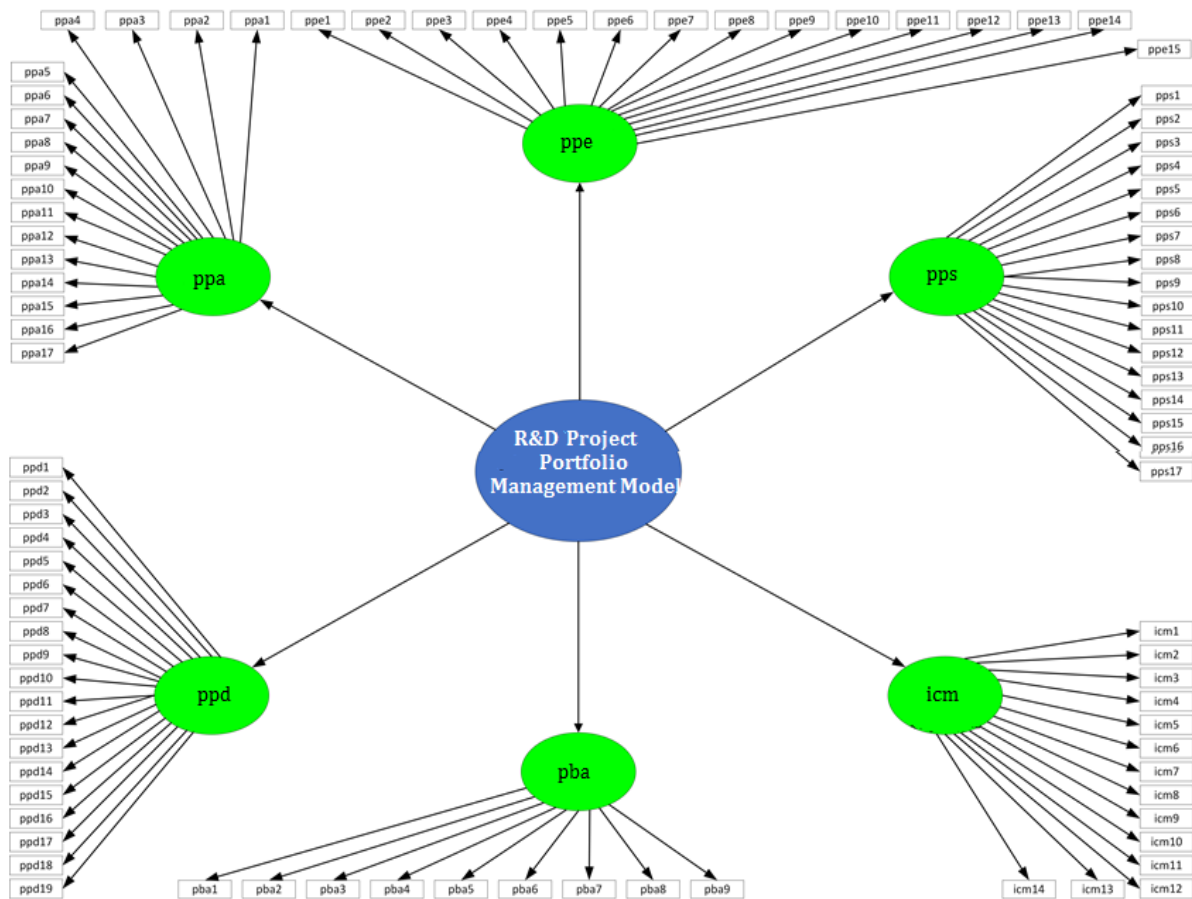 ppa4
ppa3
ppa2
ppa1
ppe1
ppe2
ppe3
ppe4
ppe5
ppe6
ppe7
ppe8
ppe9
ppe10
ppe11
ppe12
ppe13
ppe14
ppe15
ppa5
ppa6
ppa7
ppa8
ppa9
ppa10
ppa11
ppa12
ppa13
ppa14
ppa15
ppa16
ppa17
ppa
ppe
pps
pps1
pps2
pps3
pps4
pps5
pps6
pps7
pps8
pps9
pps10
pps11
pps12
pps13
pps14
pps15
pps16
pps17
R&D Project
Portfolio
Management Model
ppd1
ppd2
ppd3
ppd4
ppd5
ppd6
ppd7
ppd8
ppd9
ppd10
ppd11
ppd12
ppd13
ppd14
ppd15
ppd16
ppd17
ppd18
ppd19
ppd
pba
icm
icm1
icm2
icm3
icm4
icm5
icm6
icm7
icm8
icm9
icm10
icm11
icm12
pba1
pba2
pba3
pba4
pba5
pba6
pba7
pba8
pba9
icm14
icm13